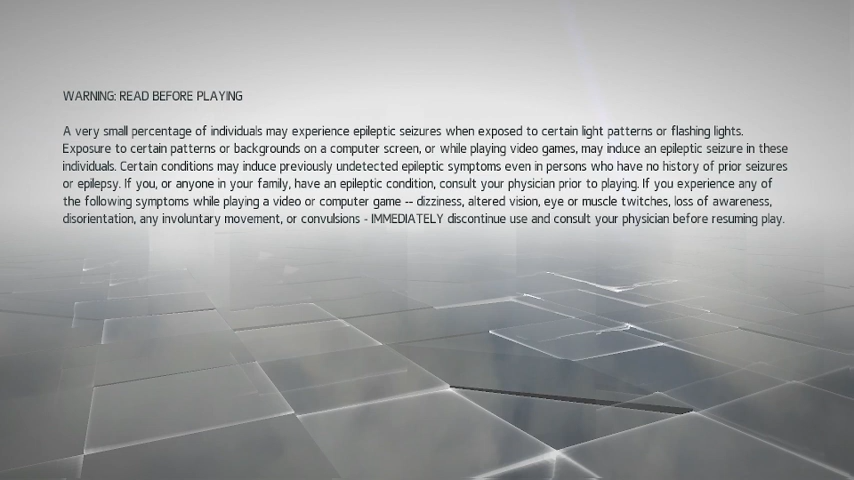 WARNING: READ BEFORE PLAYING
A very small percentage of individuals may experience epileptic seizures when exposed to certain light patterns or flashing lights.
Exposure to certain patterns or backgrounds on a computer screen, or while playing video games, may induce an epileptic seizure in these
individuals. Certain conditions may induce previously undetected epileptic symptoms even in persons who have no history of prior seizures
or epilepsy. If you, or anyone in your family, have an epileptic condition, consult your physician prior to playing. If you experience any of
the following symptoms while playing a video or computer game -- dizziness, altered vision, eye or muscle twitches, loss of awareness,
disorientation, any involuntary movement, or convulsions - IMMEDIATELY discontinue use and consult your physician before resuming play.